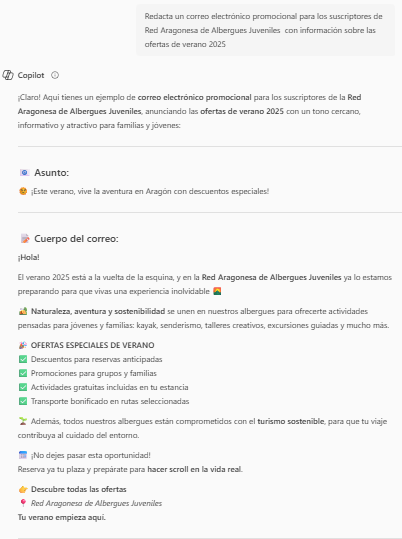 Redacta un correo electrónico promocional para los suscriptores de
Red Aragonesa de Albergues Juveniles con información sobre las
ofertas de verano 2025
Copilot
¡Claro! Aquí tienes un ejemplo de correo electrónico promocional para los suscriptores de la Red
Aragonesa de Albergues Juveniles, anunciando las ofertas de verano 2025 con un tono cercano,
informativo y atractivo para familias y jóvenes:
Asunto:
¡Este verano, vive la aventura en Aragón con descuentos especiales!
Cuerpo del correo:
¡Hola!
El verano 2025 está a la vuelta de la esquina, y en la Red Aragonesa de Albergues Juveniles ya lo estamos
preparando para que vivas una experiencia inolvidable
Naturaleza, aventura y sostenibilidad se unen en nuestros albergues para ofrecerte actividades
pensadas para jóvenes y familias: kayak, senderismo, talleres creativos, excursiones guiadas y mucho más.
OFERTAS ESPECIALES DE VERANO
Descuentos para reservas anticipadas
Promociones para grupos y familias
Actividades gratuitas incluidas en tu estancia
Transporte bonificado en rutas seleccionadas
Además, todos nuestros albergues están comprometidos con el turismo sostenible, para que tu viaje
contribuya al cuidado del entorno.
¡No dejes pasar esta oportunidad!
Reserva ya tu plaza y prepárate para hacer scroll en la vida real.
Descubre todas las ofertas
Red Aragonesa de Albergues Juveniles
Tu verano empieza aquí.